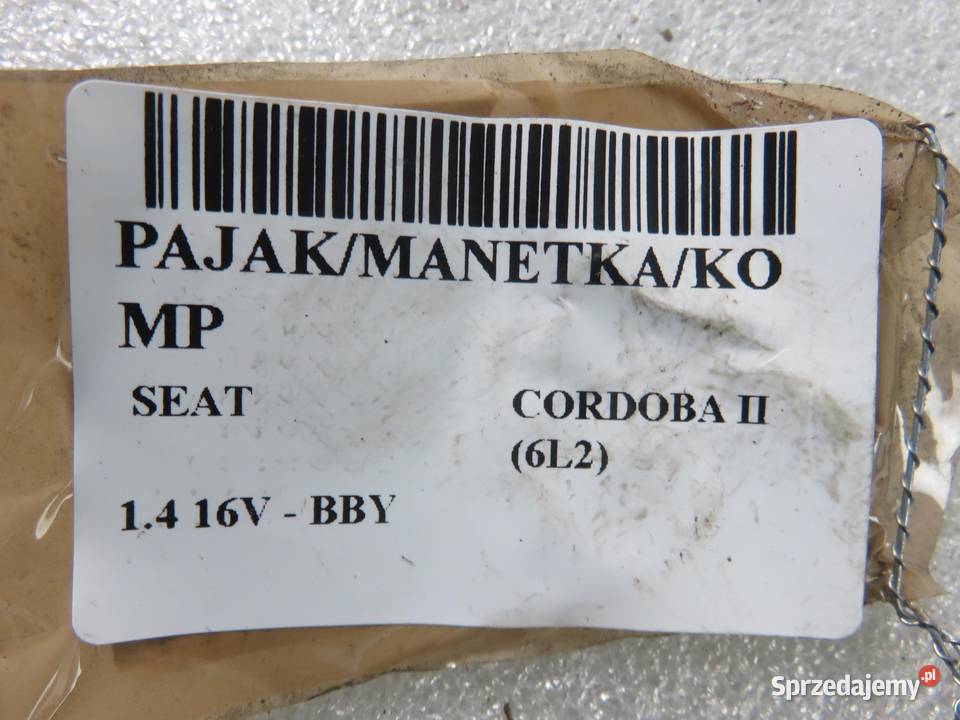 PAJAK/MANETKA/KO
MP
SEAT CORDOBA II
(6L2)
1.4 16V - BBY
Sprzedajemy.pl